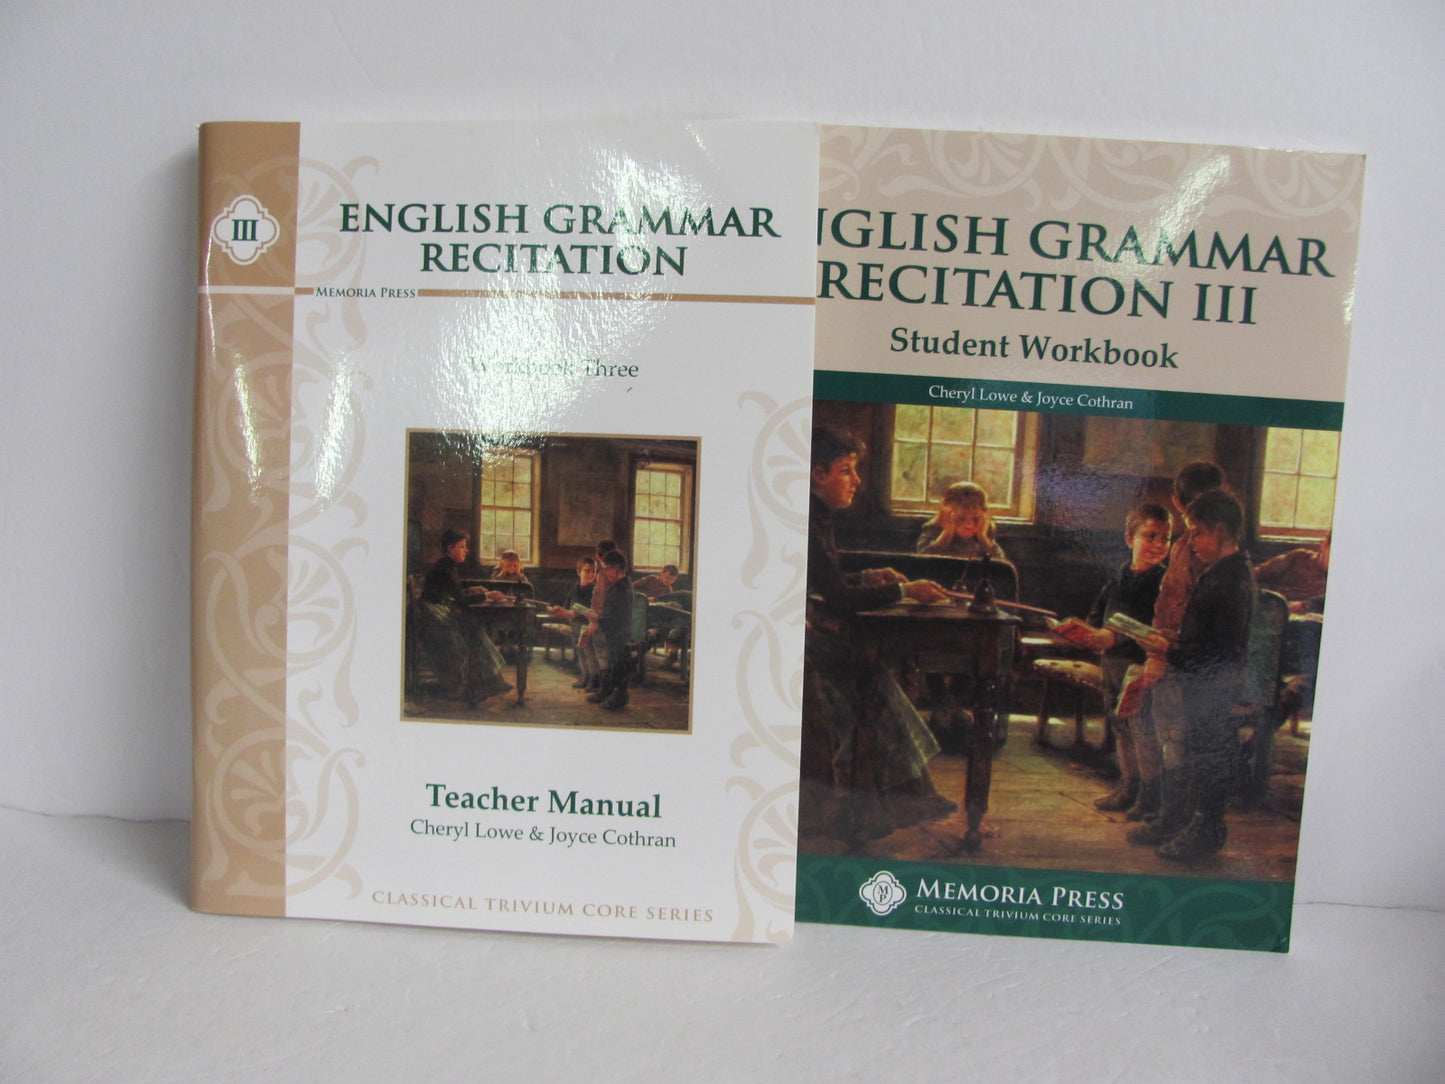 III
ENGLISH GRAMMAR
RECITATION
MEMORIA PRESS
Workbook Three
Teacher Manual
Cheryl Lowe & Joyce Cothran
CLASSICAL TRIVIUM CORE SERIES
NGLISH GRAMMAR
RECITATION III
Student Workbook
Cheryl Lowe & Joyce Cothran
MP
MEMORIA PRESS
CLASSICAL TRIVIUM CORE SERIES